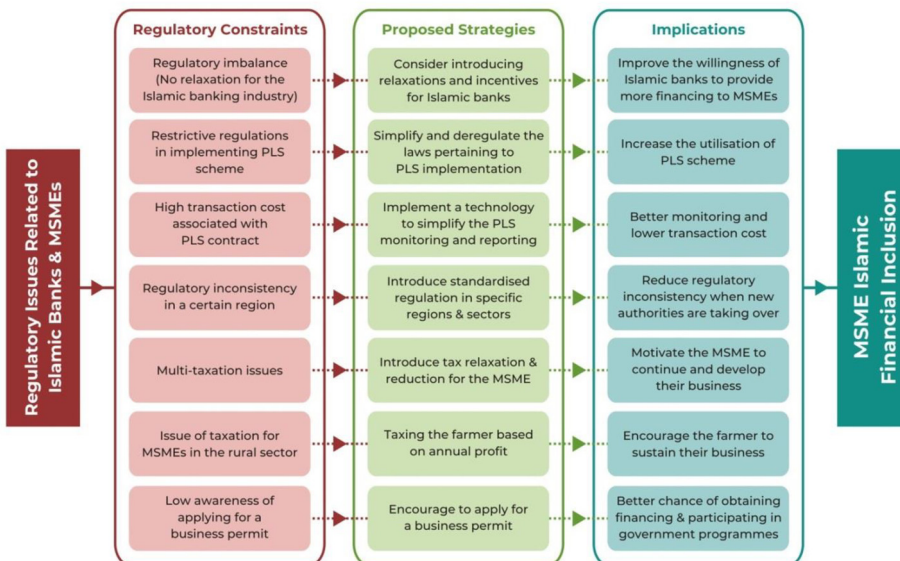 Regulatory Issues Related to
Islamic Banks & MSMEs
Regulatory Constraints
Regulatory imbalance
(No relaxation for the
Islamic banking industry)
Restrictive regulations
in implementing PLS
scheme
High transaction cost
associated with
PLS contract
Regulatory inconsistency
in a certain region
Multi-taxation issues
Issue of taxation for
MSMEs in the rural sector
Low awareness of
applying for a
business permit
Proposed Strategies
Consider introducing
relaxations and incentives
for Islamic banks
Simplify and deregulate the
laws pertaining to
PLS implementation
Implement a technology
to simplify the PLS
monitoring and reporting
Introduce standardised
regulation in specific
regions & sectors
Introduce tax relaxation &
reduction for the MSME
Taxing the farmer based
on annual profit
Encourage to apply for
a business permit
Implications
Improve the willingness of
Islamic banks to provide
more financing to MSMEs
Increase the utilisation of
PLS scheme
Better monitoring and
lower transaction cost
Reduce regulatory
inconsistency when new
authorities are taking over
Motivate the MSME to
continue and develop
their business
Encourage the farmer to
sustain their business
Better chance of obtaining
financing & participating in
government programmes
MSME Islamic
Financial Inclusion